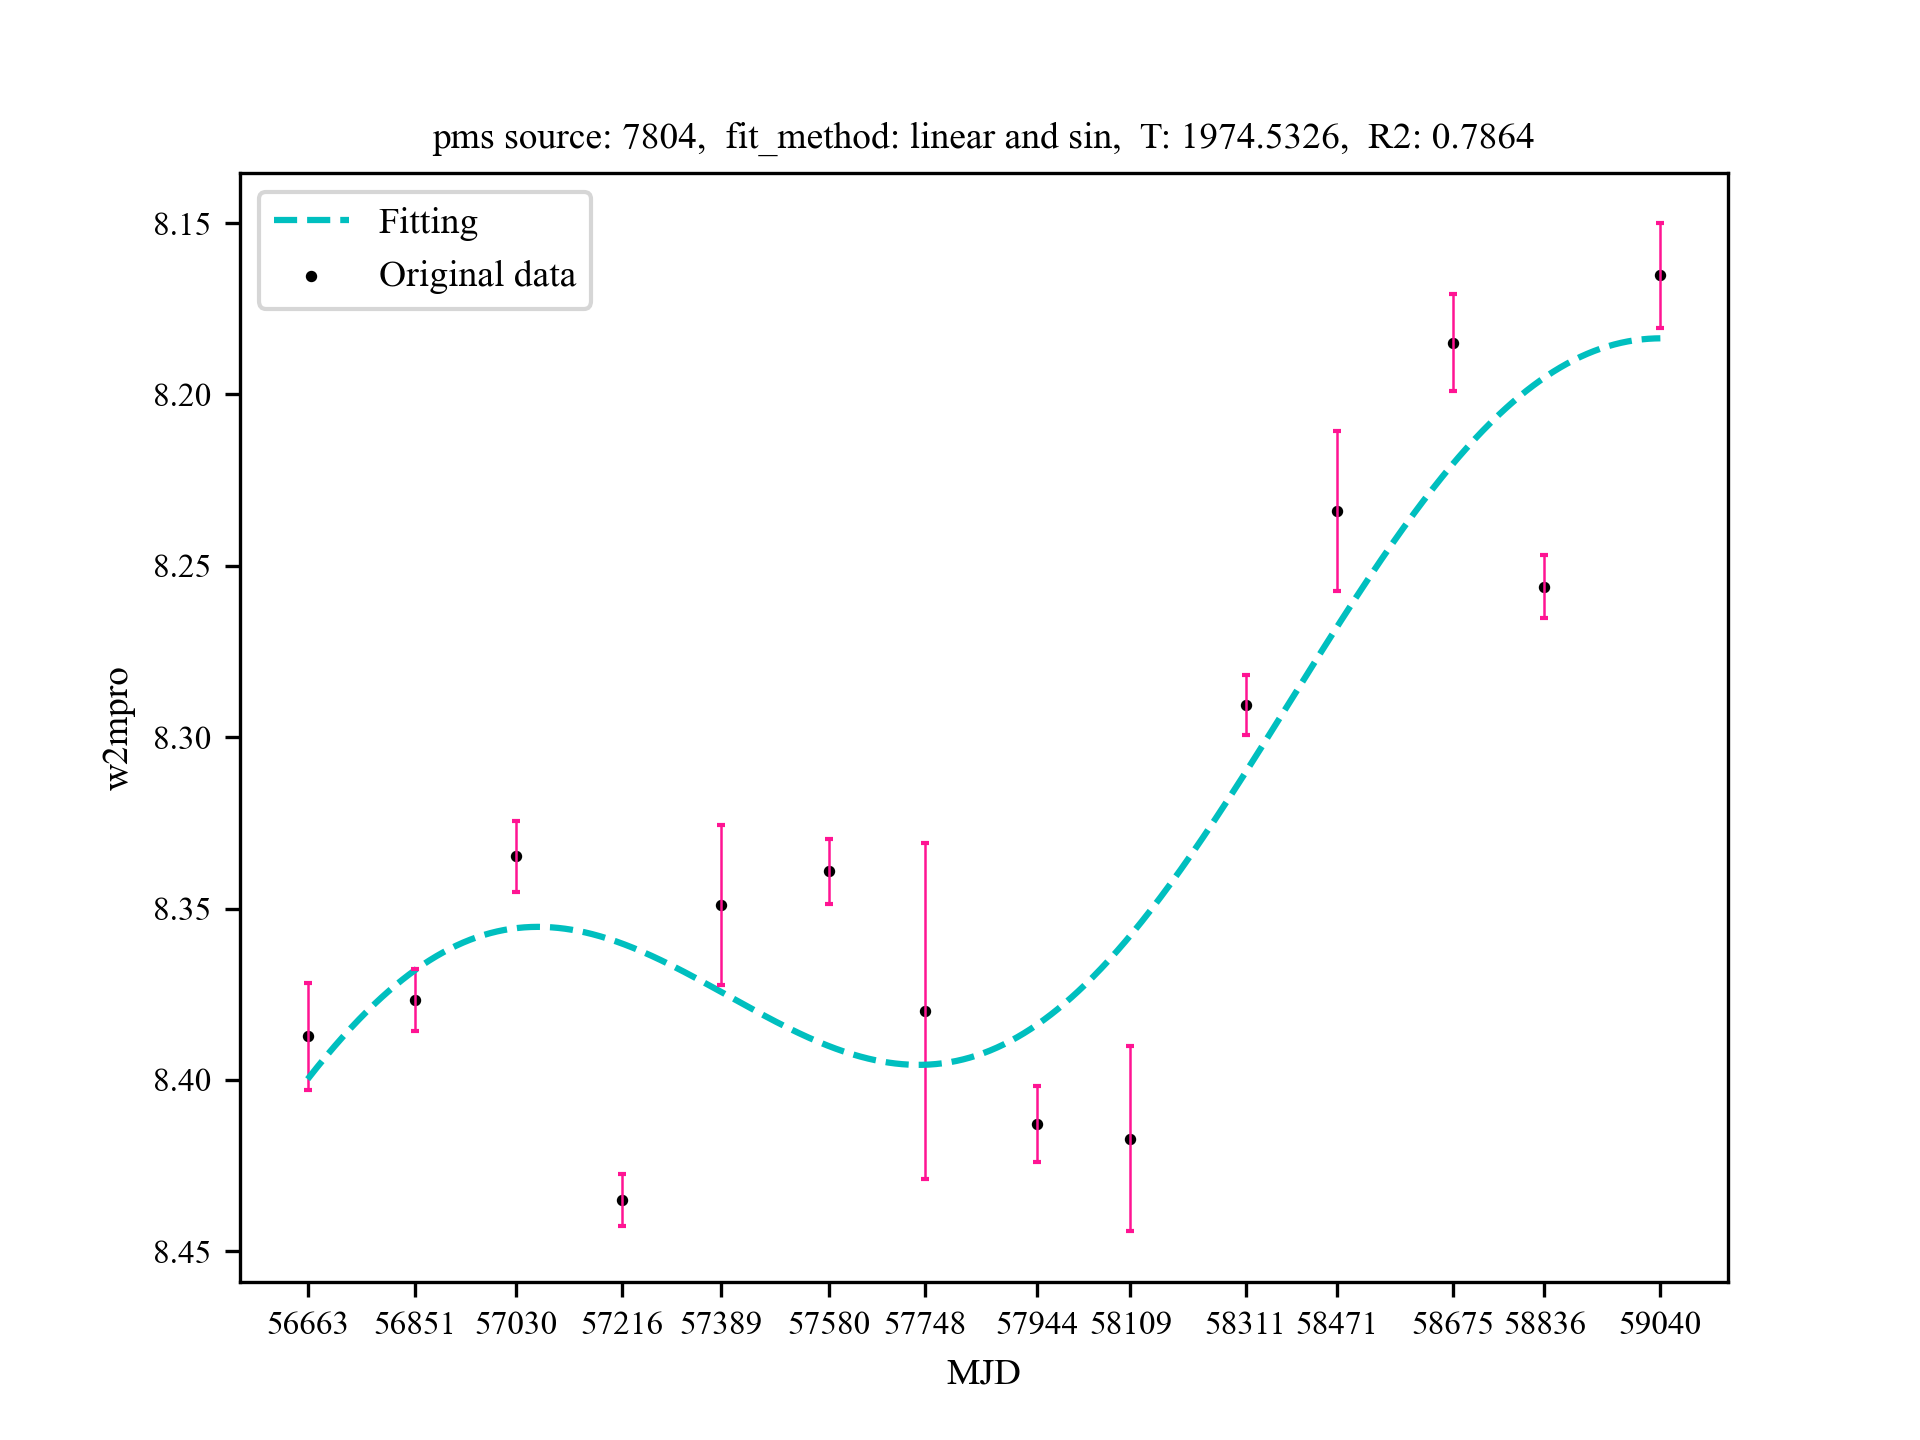 pms source: 7804, fit_method: linear and sin, T: 1974.5326, R2: 0.7864
Fitting
Original data
8.15
8.20
8.25
8.30
8.35
8.40
8.45
w2mpro
56663 56851 57030 57216 57389 57580 57748 57944 58109 58311 58471 58675 58836 59040
MJD